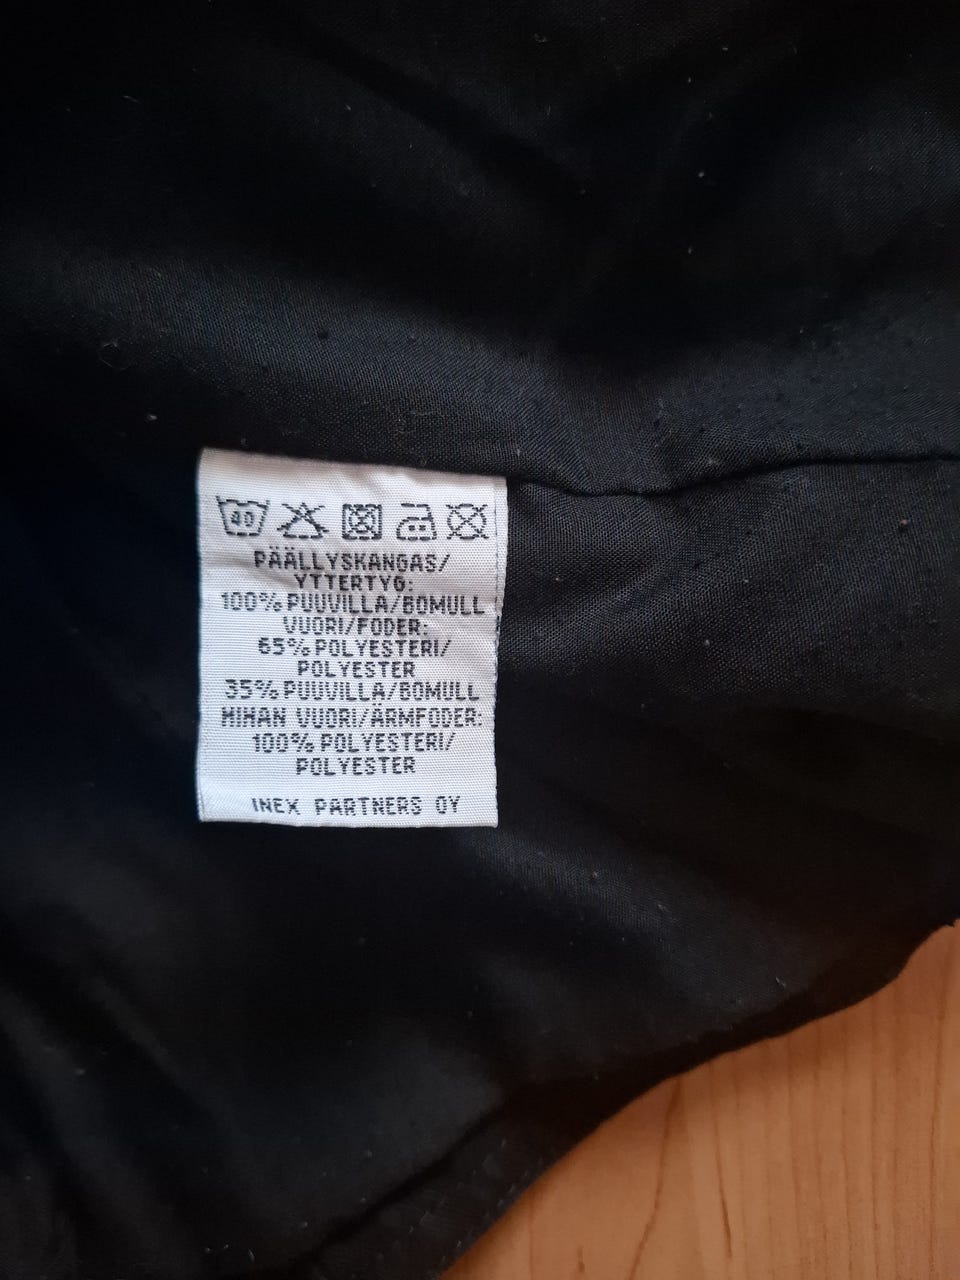 40
PÄÄLLYSKANGAS/
YTTERTYG:
100% PUUVILLA/BOMULL
VUORI/FODER:
65% POLYESTERI/
POLYESTER
35% PUUVILLA/BOMULL
HIHAN VUORI/ÄRMFODER:
100% POLYESTERI/
POLYESTER
INEX PARTNERS OY